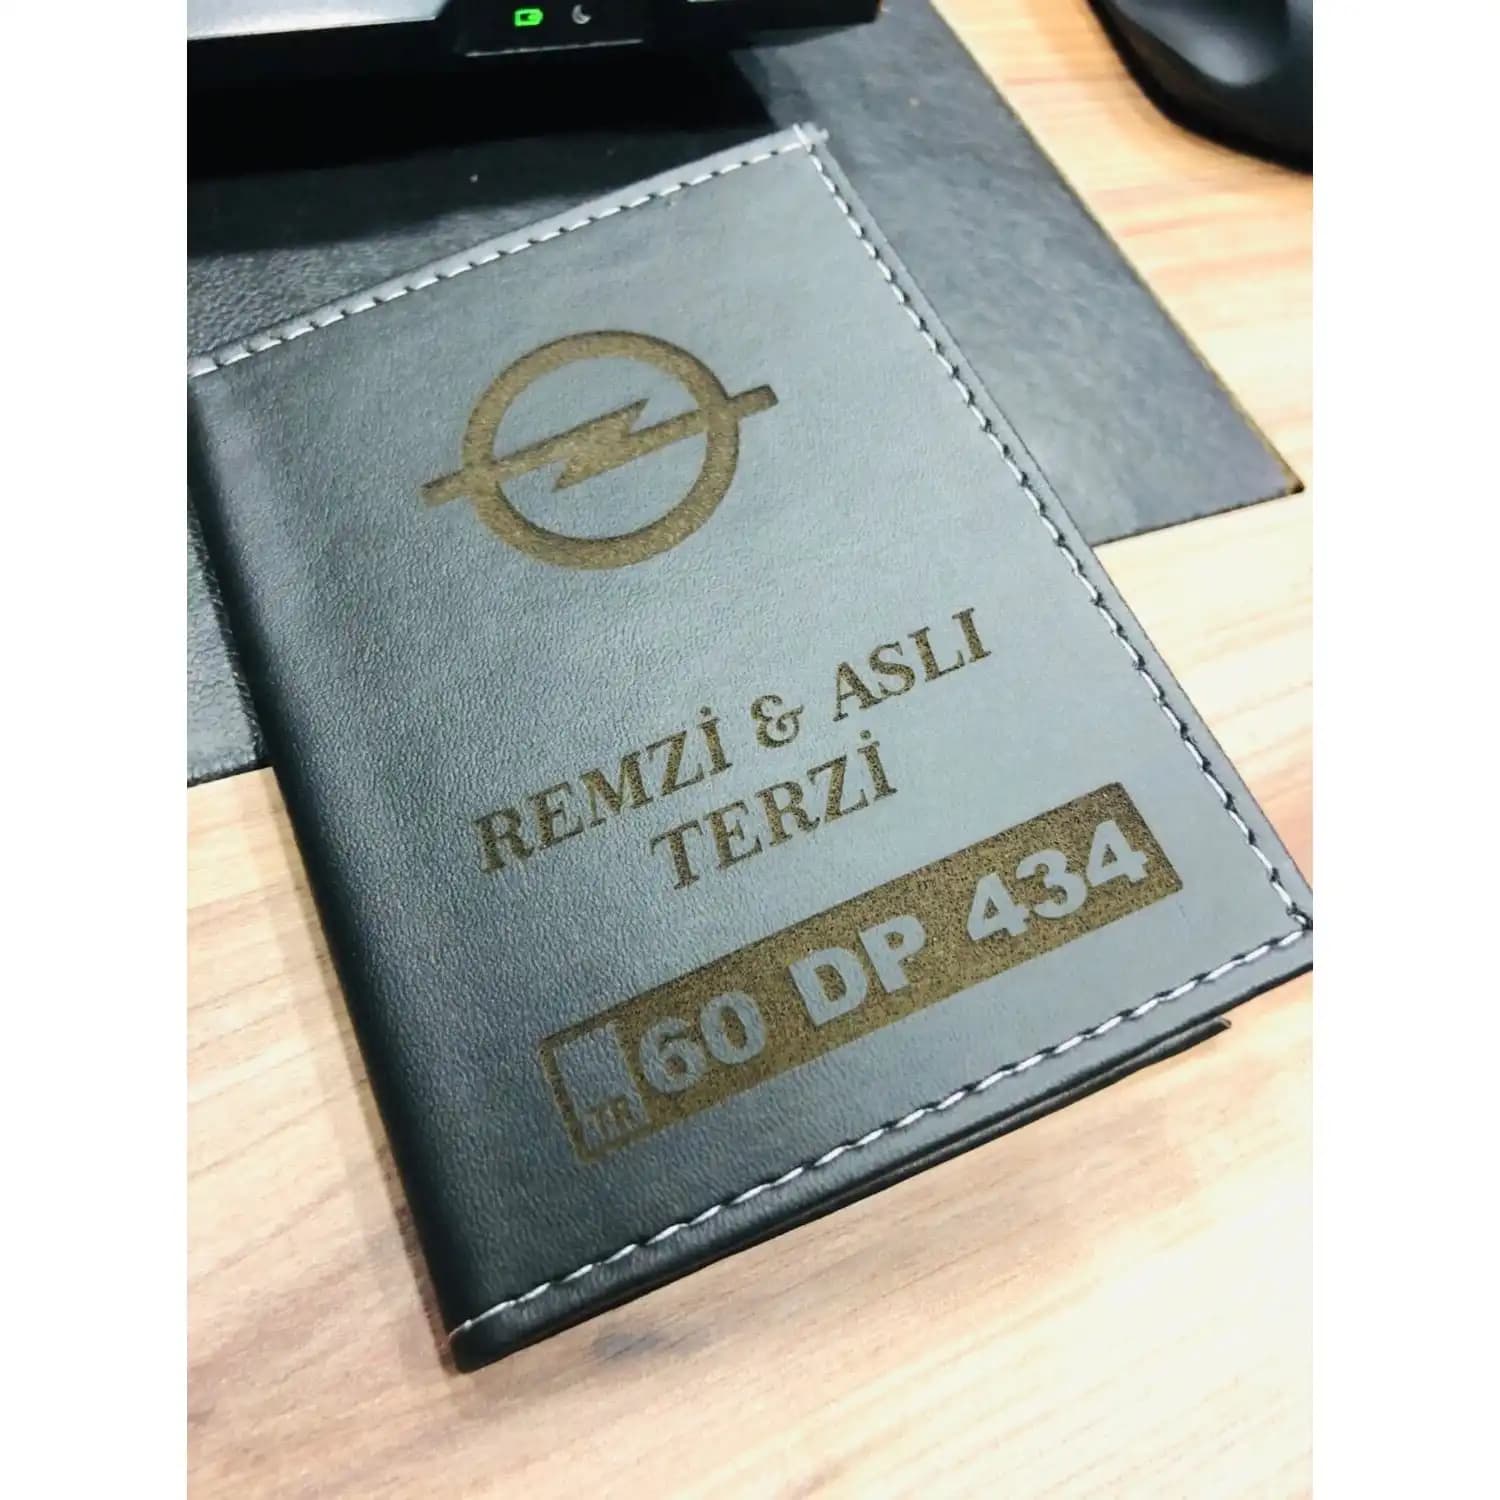 REMZİ & ASLI
TERZİ
TR 60 DP 434